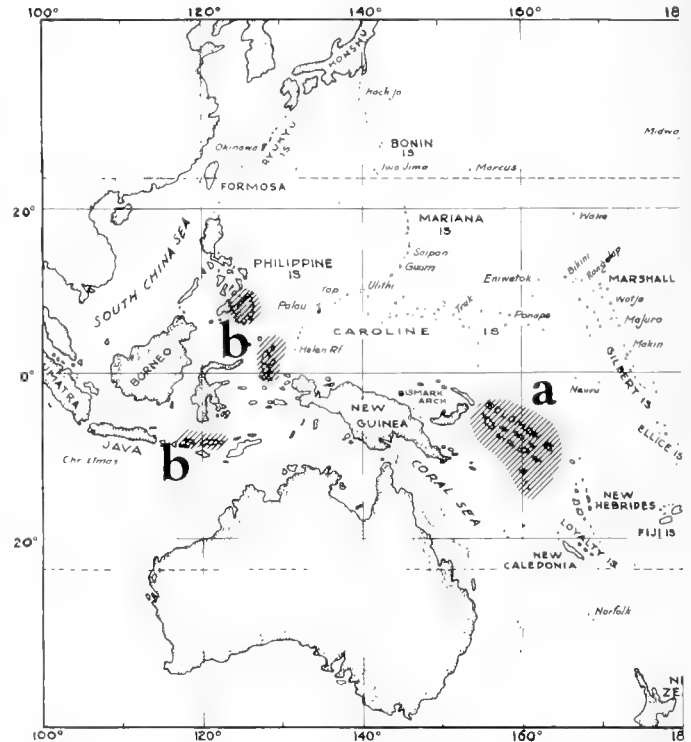 100° 120° 140° 160° 18
HONSHU
Hachijo
Midwa
Okinawa
RYUKYU
IS
BONIN
IS
Iwo Jima
Marcus
FORMOSA
20°
MARIANA
IS
Wake
SOUTH CHINA SEA
PHILIPPINE
IS
Saipan
Guam
Eniwetok
Bikini
Rongelap
MARSHALL
Yap
Ulithi
Wotje
Palau
Truk
Ponape
Majuro
b
CAROLINE IS
Helen Rf
Makin
GILBERT IS
BORNEO
0°
UMATRA
BISMARK
ARCH
a
Nauru
NEW
GUINEA
ELLICE IS
JAVA
b
Christmas
CORAL SEA
NEW
HEBRIDES
FIJI IS
LOYALTY IS
20°
NEW
CALEDONIA
Norfolk
N
ZE
100° 120° 140° 160° 18